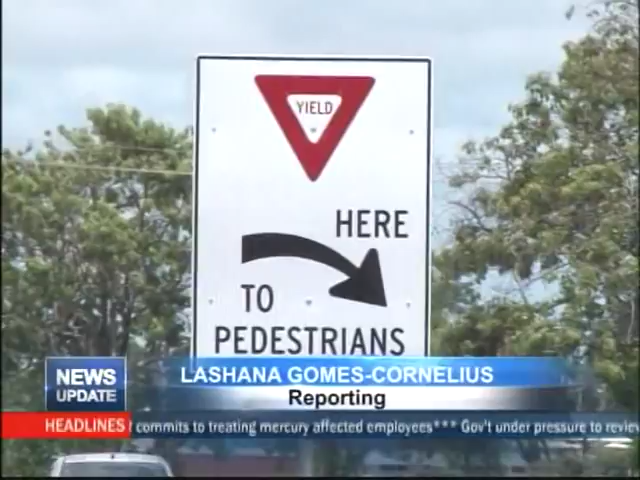 YIELD
HERE
TO
PEDESTRIANS
NEWS
UPDATE
LASHANA GOMES-CORNELIUS
Reporting
HEADLINES
commits to treating mercury affected employees*** Gov't under pressure to review